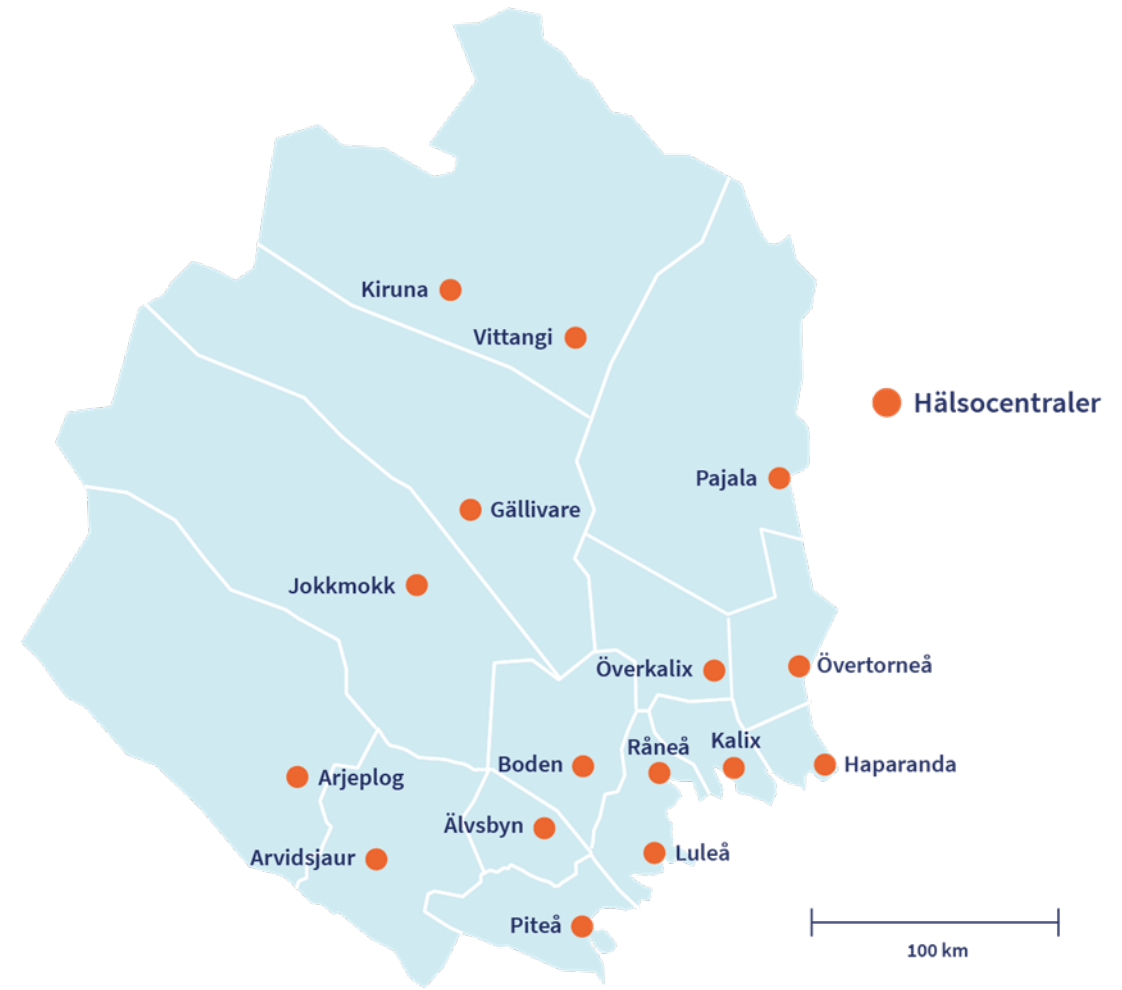 Kiruna
Vittangi
Hälsocentraler
Pajala
Gällivare
Jokkmokk
Överkalix
Övertorneå
Råneå
Kalix
Boden
Haparanda
Arjeplog
Älvsbyn
Luleå
Arvidsjaur
Piteå
100 km